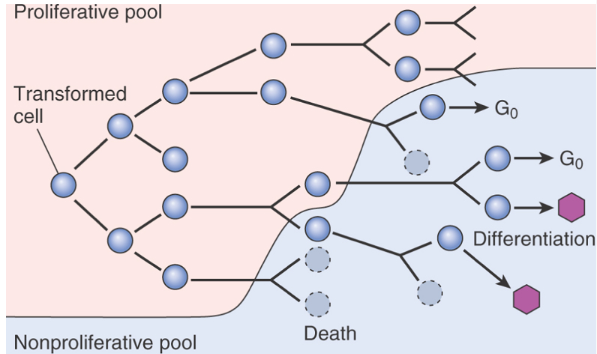 Proliferative pool
Transformed
cell
G₀
G₀
Differentiation
Death
Nonproliferative pool